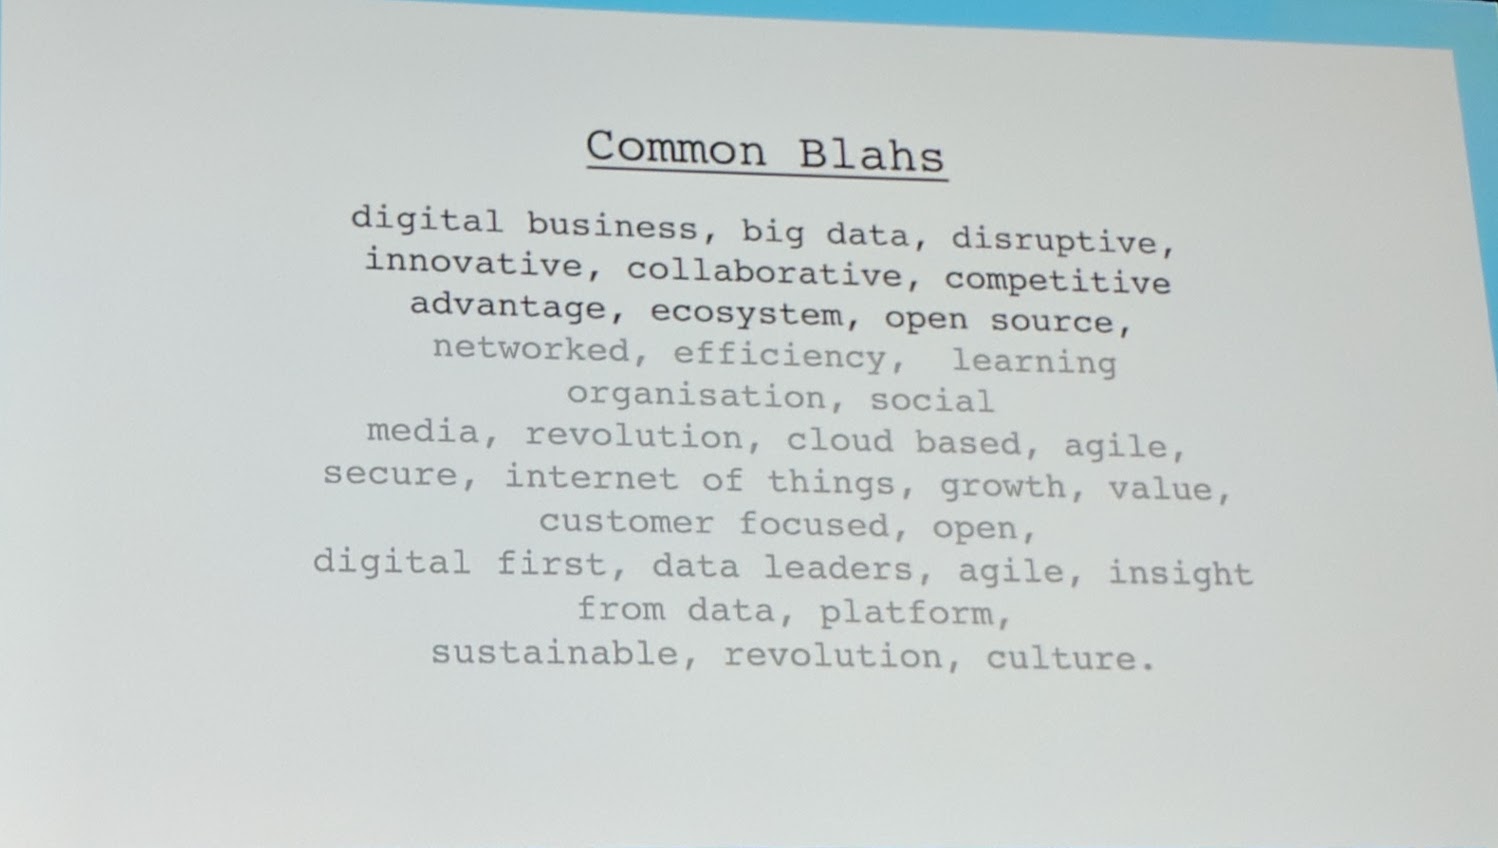 Common Blahs
digital business, big data, disruptive,
innovative, collaborative, competitive
advantage, ecosystem, open source,
networked, efficiency, learning
organisation, social
media, revolution, cloud based, agile,
secure, internet of things, growth, value,
customer focused, open,
digital first, data leaders, agile, insight
from data, platform,
sustainable, revolution, culture.